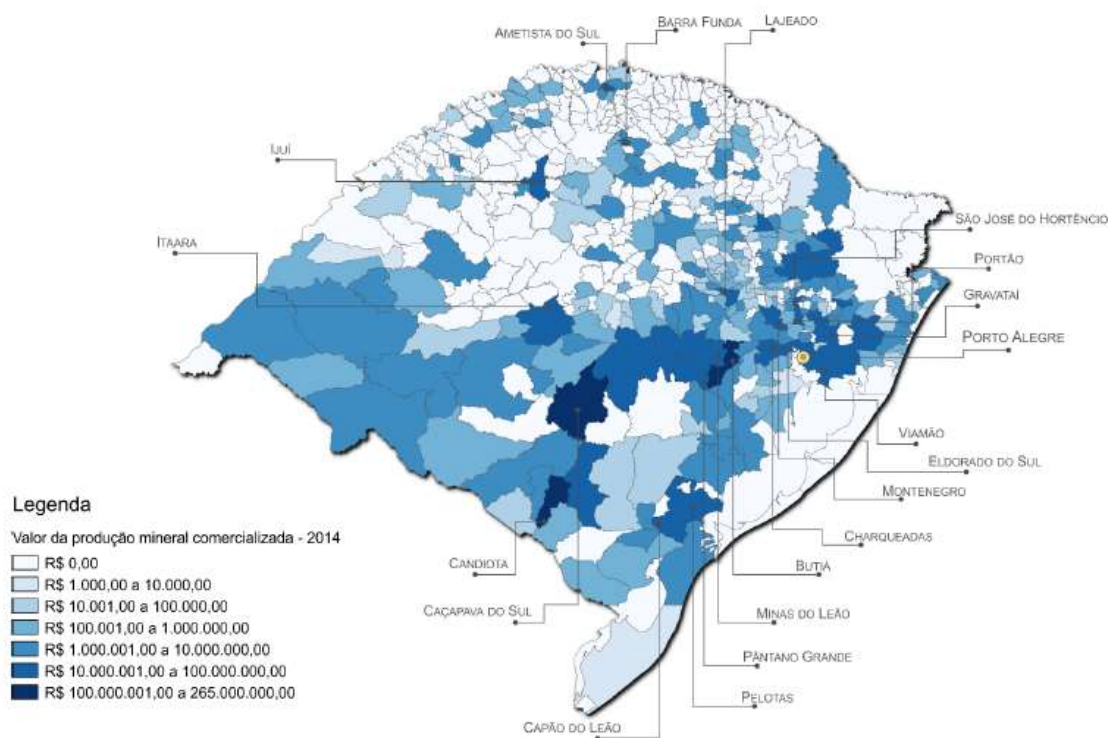 BARRA FUNDA
LAJEADO
AMETISTA DO SUL
IJUÍ
SÃO JOSÉ DO HORTÊNCIO
ITAARA
PORTÃO
GRAVATAÍ
PORTO ALEGRE
VIAMÃO
ELDORADO DO SUL
MONTENEGRO
CHARQUEADAS
CANDIOTA
BUTIÁ
CAÇAPAVA DO SUL
MINAS DO LEÃO
PÂNTANO GRANDE
PELOTAS
CAPÃO DO LEÃO
Legenda
Valor da produção mineral comercializada - 2014
R$ 0,00
R$ 1.000,00 a 10.000,00
R$ 10.001,00 a 100.000,00
R$ 100.001,00 a 1.000.000,00
R$ 1.000.001,00 a 10.000.000,00
R$ 10.000.001,00 a 100.000.000,00
R$ 100.000.001,00 a 265.000.000,00